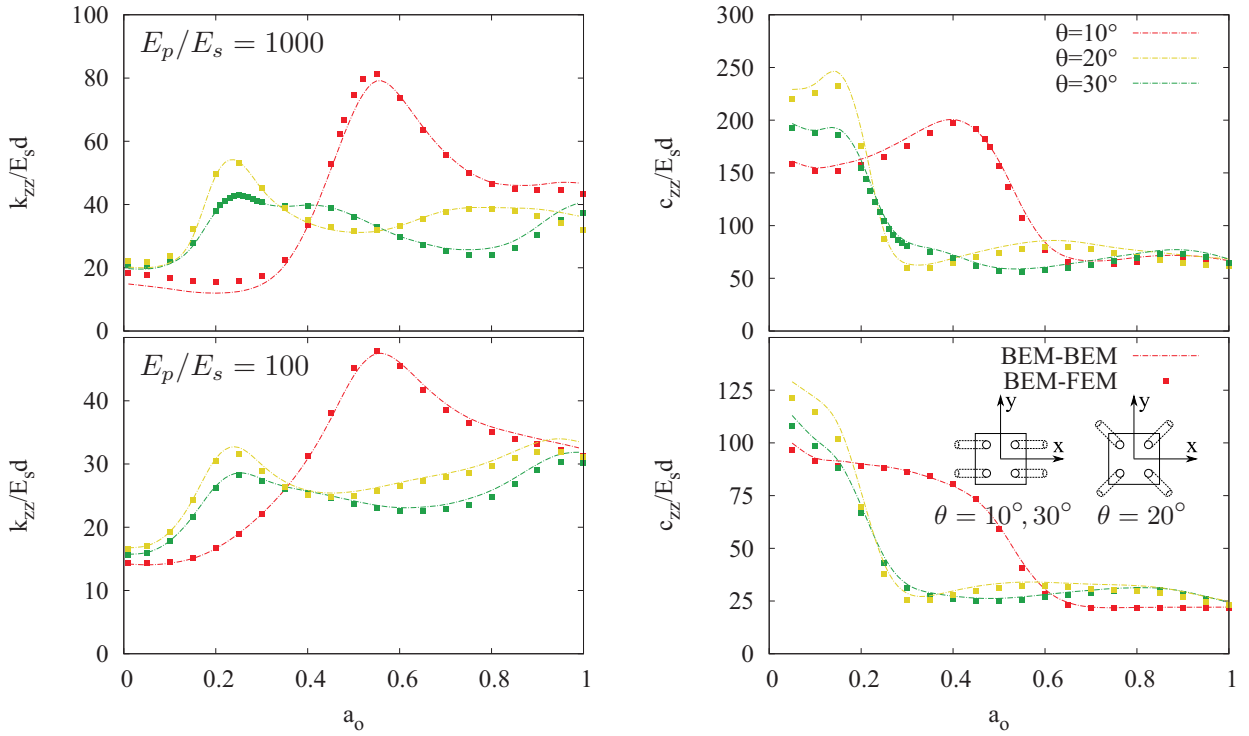 100
80
60
40
20
0
k_zz/E_s d
E_p/E_s = 1000
300
250
200
150
100
50
0
c_zz/E_s d
θ=10°
θ=20°
θ=30°
40
30
20
10
0
k_zz/E_s d
E_p/E_s = 100
0 0.2 0.4 0.6 0.8 1
a_o
125
100
75
50
25
0
c_zz/E_s d
BEM-BEM
BEM-FEM
y
x
y
x
θ = 10°, 30°
θ = 20°
0 0.2 0.4 0.6 0.8 1
a_o